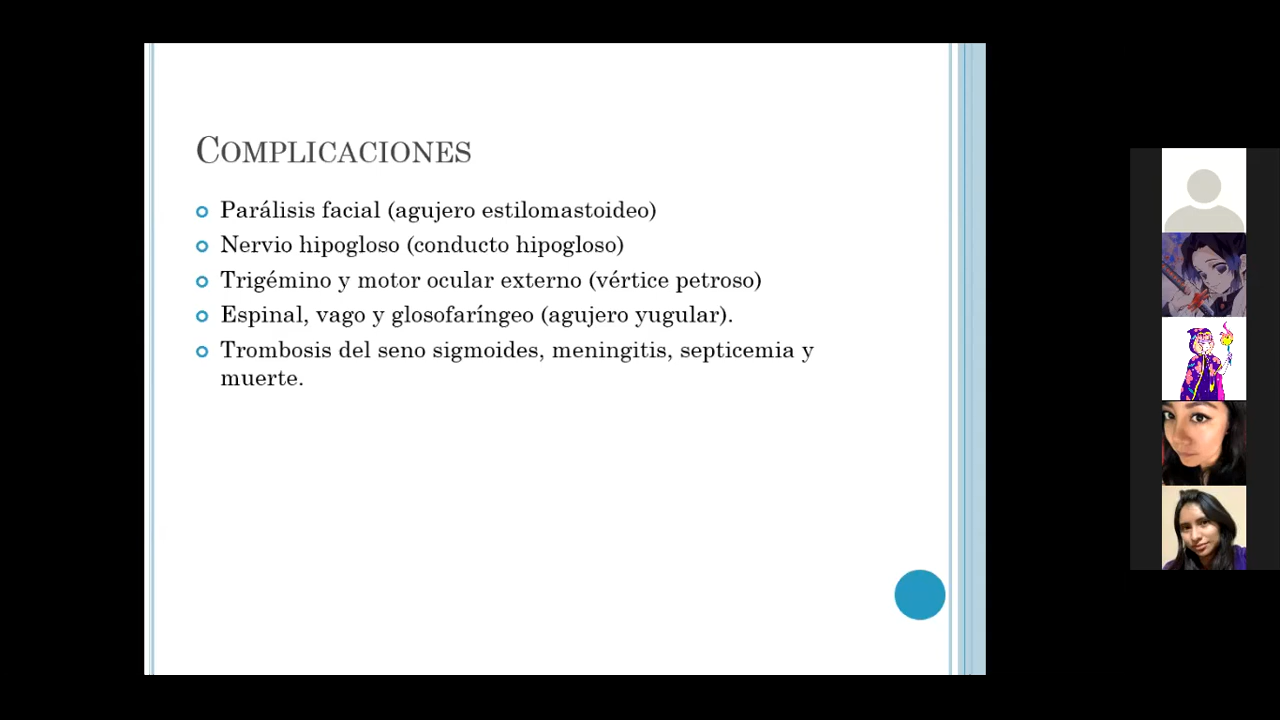 COMPLICACIONES
Parálisis facial (agujero estilomastoideo)
Nervio hipogloso (conducto hipogloso)
Trigémino y motor ocular externo (vértice petroso)
Espinal, vago y glosofaríngeo (agujero yugular).
Trombosis del seno sigmoides, meningitis, septicemia y
muerte.